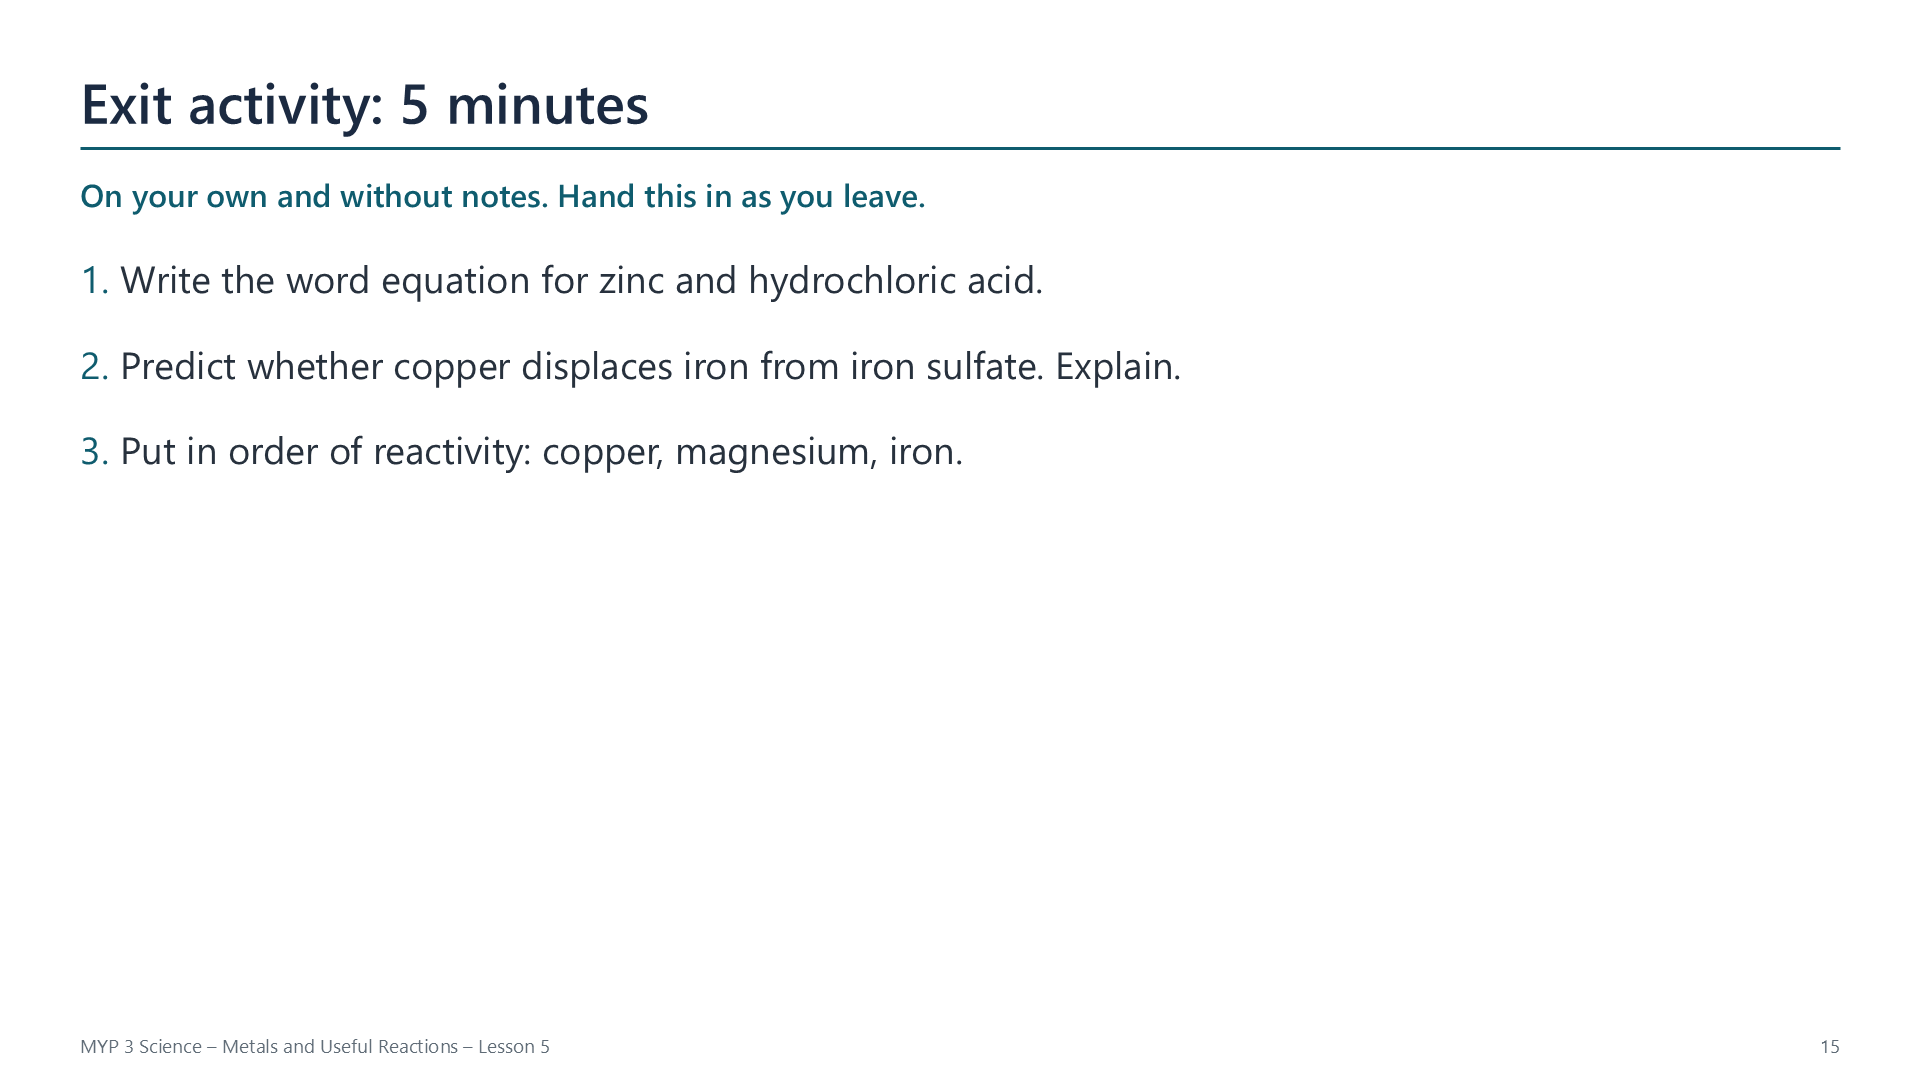 Exit activity: 5 minutes
On your own and without notes. Hand this in as you leave.
1. Write the word equation for zinc and hydrochloric acid.
2. Predict whether copper displaces iron from iron sulfate. Explain.
3. Put in order of reactivity: copper, magnesium, iron.
MYP 3 Science – Metals and Useful Reactions – Lesson 5
15